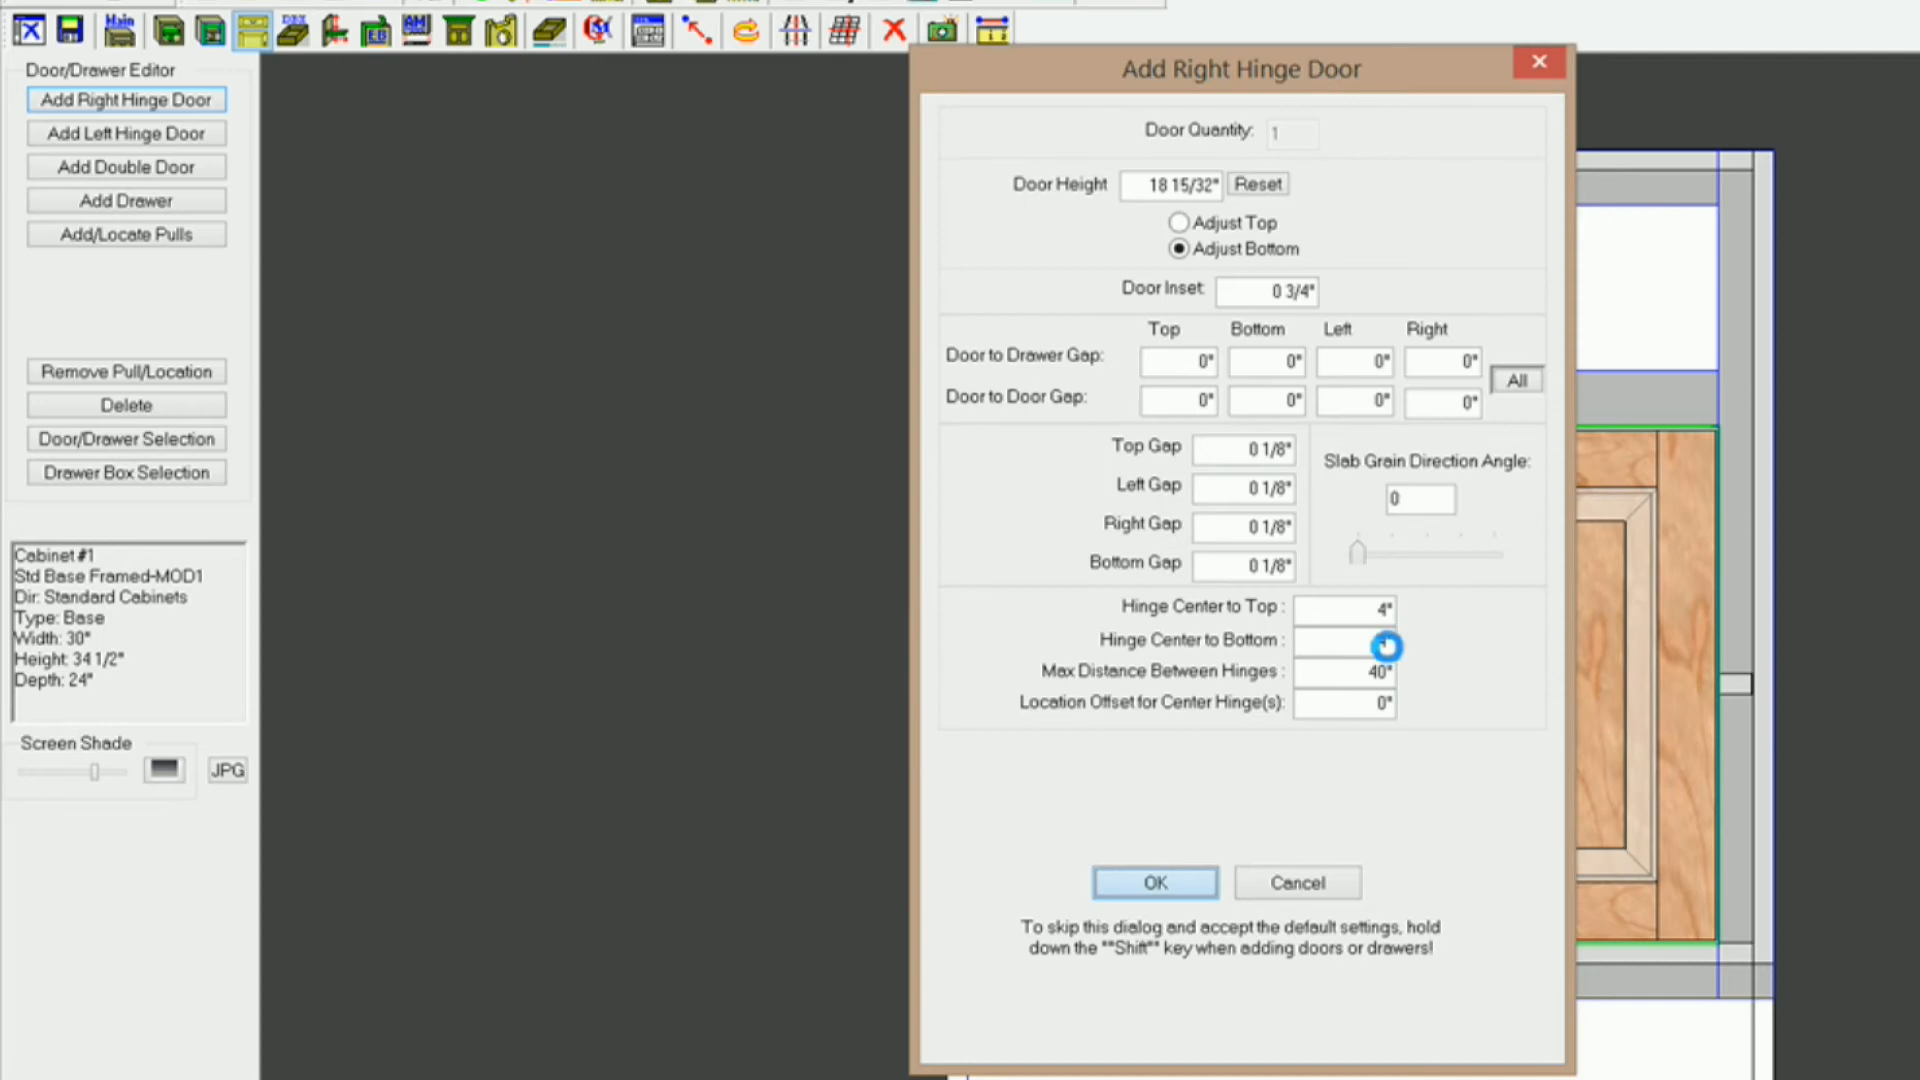 Main
DBX
EB
AM
Door/Drawer Editor
Add Right Hinge Door
Add Left Hinge Door
Add Double Door
Add Drawer
Add/Locate Pulls
Remove Pull/Location
Delete
Door/Drawer Selection
Drawer Box Selection
Cabinet #1
Std Base Framed-MOD1
Dir: Standard Cabinets
Type: Base
Width: 30"
Height: 34 1/2"
Depth: 24"
Screen Shade
JPG
Add Right Hinge Door
Door Quantity: 1
Door Height 18 15/32" Reset
Adjust Top
Adjust Bottom
Door Inset: 0 3/4"
Top Bottom Left Right
Door to Drawer Gap: 0" 0" 0" 0"
All
Door to Door Gap: 0" 0" 0" 0"
Top Gap 0 1/8"
Left Gap 0 1/8"
Right Gap 0 1/8"
Bottom Gap 0 1/8"
Slab Grain Direction Angle:
0
Hinge Center to Top : 4"
Hinge Center to Bottom :
Max Distance Between Hinges : 40"
Location Offset for Center Hinge(s): 0"
OK Cancel
To skip this dialog and accept the default settings, hold
down the "Shift" key when adding doors or drawers!